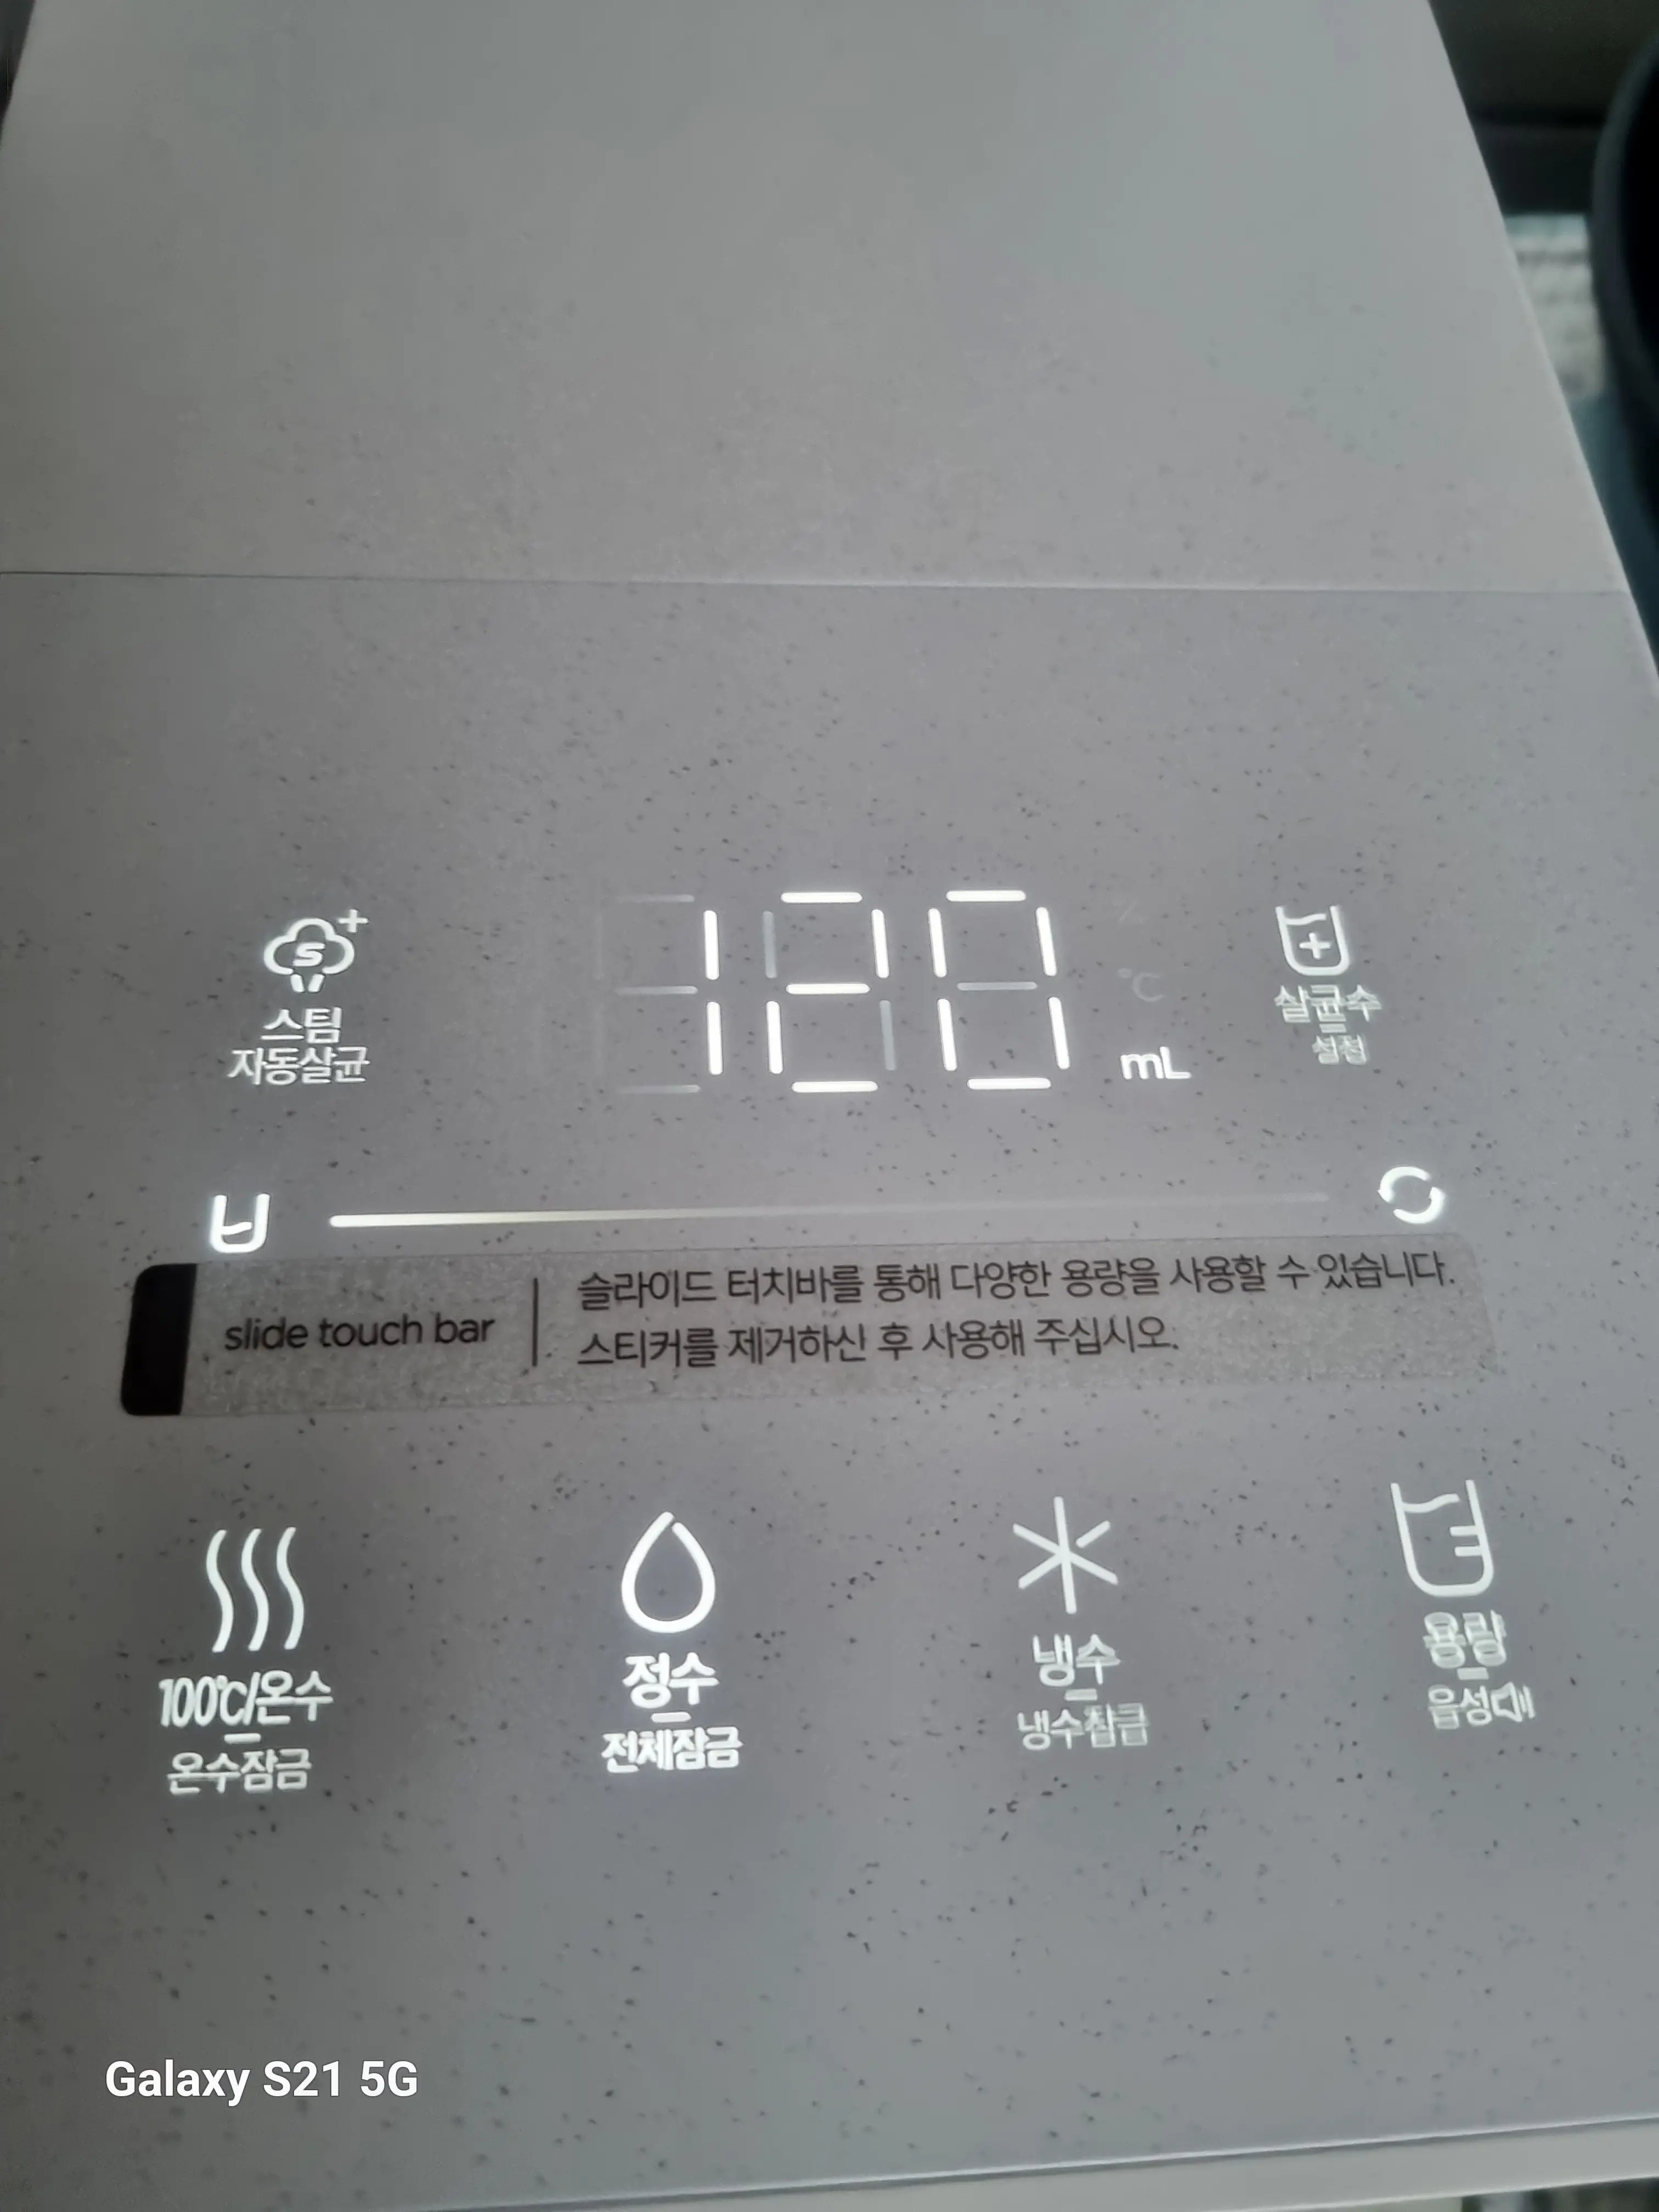 스팀
자동살균
120 mL
℃
살균수
설정
slide touch bar
슬라이드 터치바를 통해 다양한 용량을 사용할 수 있습니다.
스티커를 제거하신 후 사용해 주십시오.
100℃/온수
온수잠금
정수
전체잠금
냉수
냉수잠금
용량
음성
Galaxy S21 5G